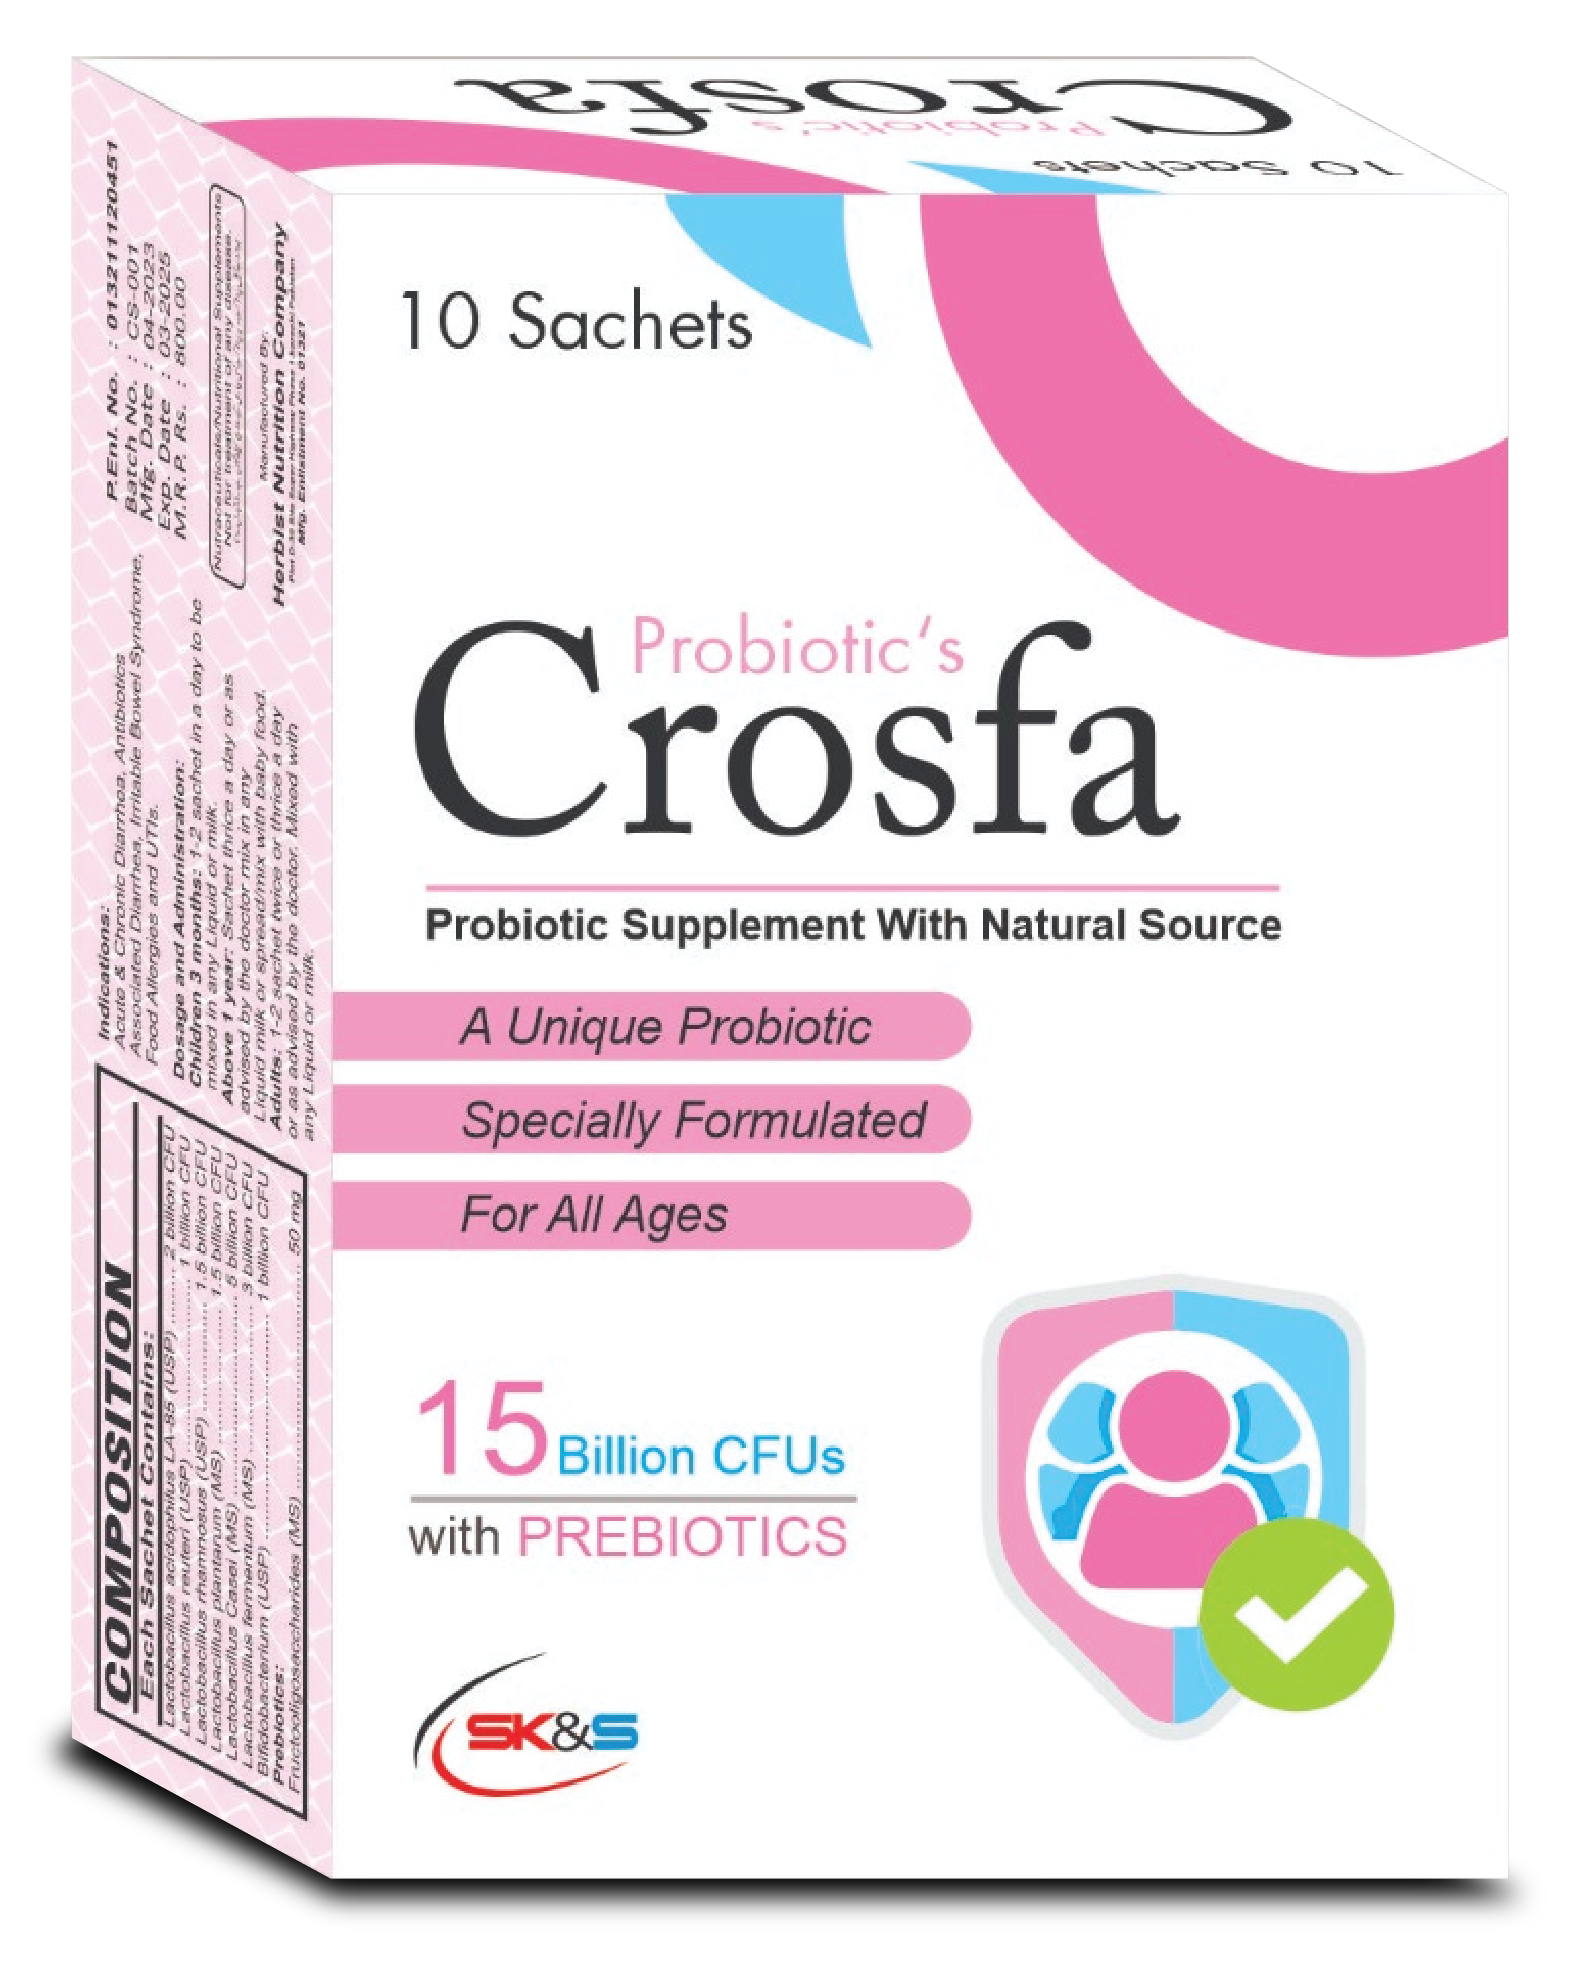 Crosfa
Probiotic's
10 Sachets
10 Sachets
Probiotic‘s
Crosfa
Probiotic Supplement With Natural Source
A Unique Probiotic
Specially Formulated
For All Ages
15 Billion CFUs
with PREBIOTICS
SK&S
P.Enl. No. : 013211120451
Batch No. : CS-001
Mfg. Date : 04-2023
Exp. Date : 03-2025
M.R.P. Rs. : 800.00
Nutraceuticals/Nutritional Supplements
Not for treatment of any disease.
Manufactured By:
Herbist Nutrition Company
Mfg. Enlistment No. 01321
Indications:
Acute & Chronic Diarrhea, Antibiotics
Associated Diarrhea, Irritable Bowel Syndrome,
Food Allergies and UTIs.
Dosage and Administration:
Children 3 months: 1-2 sachet in a day to be
mixed in any Liquid or milk.
Above 1 year: Sachet thrice a day or as
advised by the doctor mix in any
Liquid milk or spread/mix with baby food.
Adults: 1-2 sachet twice or thrice a day
or as advised by the doctor. Mixed with
any Liquid or milk.
COMPOSITION
Each Sachet Contains:
Lactobacillus acidophilus LA-85 (USP) ........ 2 billion CFU
Lactobacillus reuteri (USP) ........ 1 billion CFU
Lactobacillus rhamnosus (USP) ........ 1.5 billion CFU
Lactobacillus plantarum (MS) ........ 1.5 billion CFU
Lactobacillus Casei (MS) ........ 5 billion CFU
Lactobacillus fermentum (MS) ........ 3 billion CFU
Bifidobacterium (USP) ........ 1 billion CFU
Prebiotics:
Fructooligosaccharides (MS) ........ 50 mg